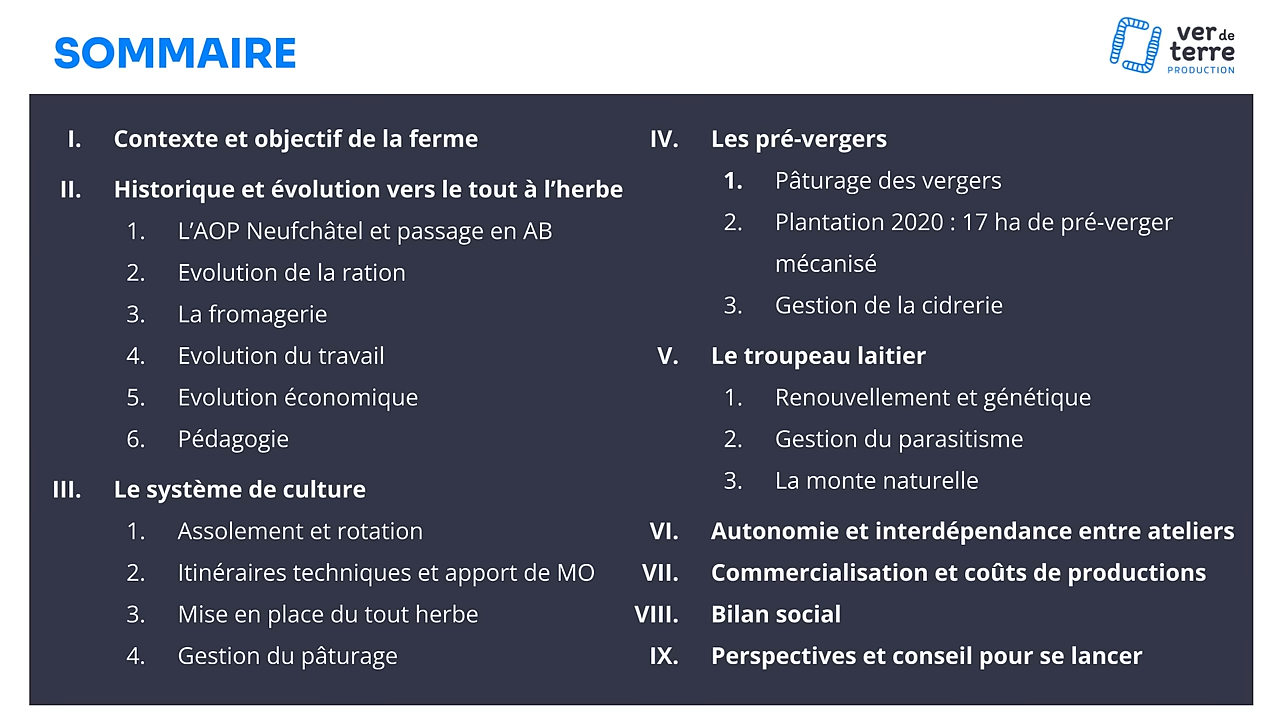 SOMMAIRE
ver de
terre
PRODUCTION
I. Contexte et objectif de la ferme
II. Historique et évolution vers le tout à l’herbe
1. L’AOP Neufchâtel et passage en AB
2. Evolution de la ration
3. La fromagerie
4. Evolution du travail
5. Evolution économique
6. Pédagogie
III. Le système de culture
1. Assolement et rotation
2. Itinéraires techniques et apport de MO
3. Mise en place du tout herbe
4. Gestion du pâturage
IV. Les pré-vergers
1. Pâturage des vergers
2. Plantation 2020 : 17 ha de pré-verger
mécanisé
3. Gestion de la cidrerie
V. Le troupeau laitier
1. Renouvellement et génétique
2. Gestion du parasitisme
3. La monte naturelle
VI. Autonomie et interdépendance entre ateliers
VII. Commercialisation et coûts de productions
VIII. Bilan social
IX. Perspectives et conseil pour se lancer